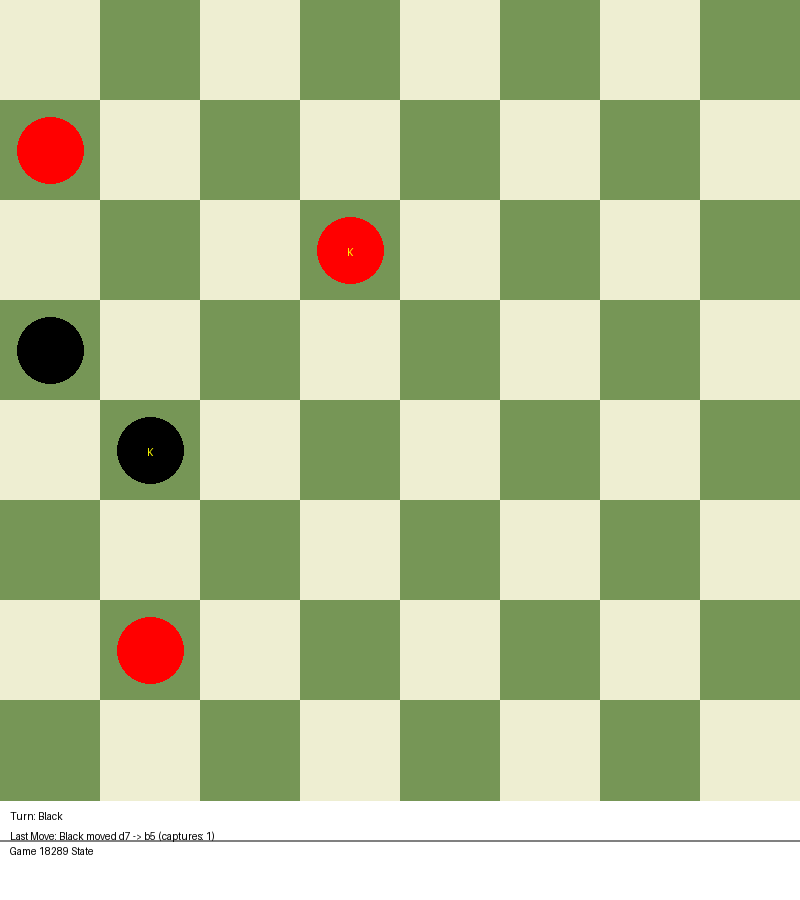 K
K
Turn: Black
Last Move: Black moved d7 -> b5 (captures: 1)
Game 18289 State